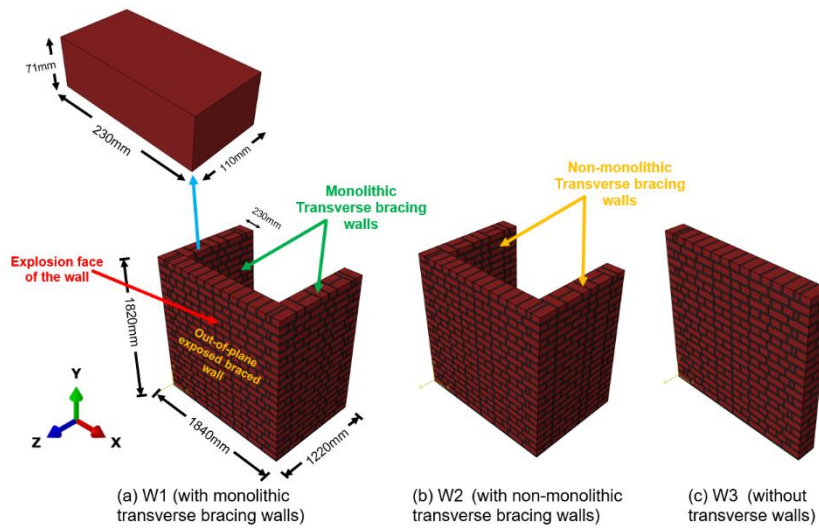 71mm
230mm
110mm
Monolithic
Transverse bracing
walls
Non-monolithic
Transverse bracing
walls
230mm
Explosion face
of the wall
1820mm
Out-of-plane
exposed braced
wall
Y
Z
X
1840mm
1220mm
(a) W1 (with monolithic
transverse bracing walls)
(b) W2 (with non-monolithic
transverse bracing walls)
(c) W3 (without
transverse walls)